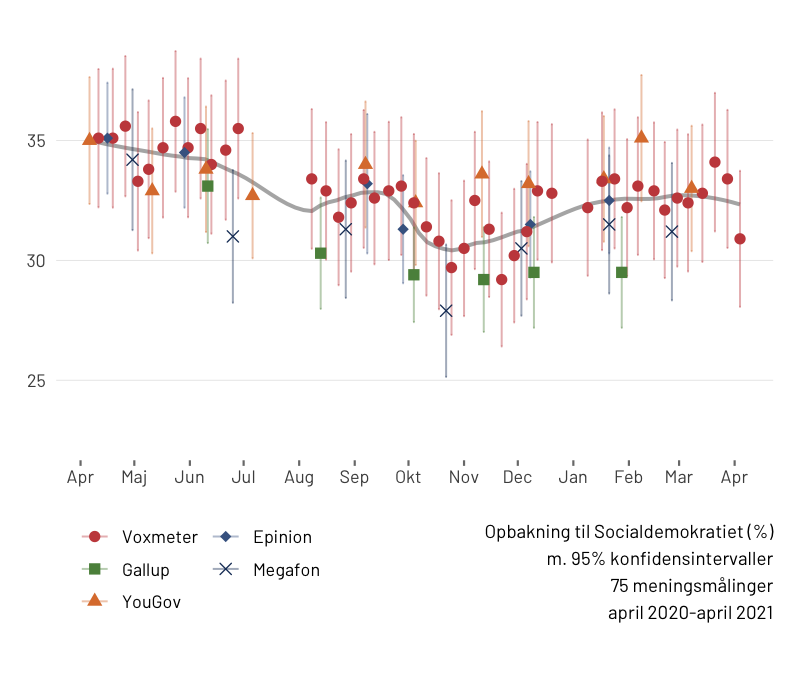 35
30
25
Apr Maj Jun Jul Aug Sep Okt Nov Dec Jan Feb Mar Apr
Voxmeter Epinion
Gallup Megafon
YouGov
Opbakning til Socialdemokratiet (%)
m. 95% konfidensintervaller
75 meningsmålinger
april 2020-april 2021